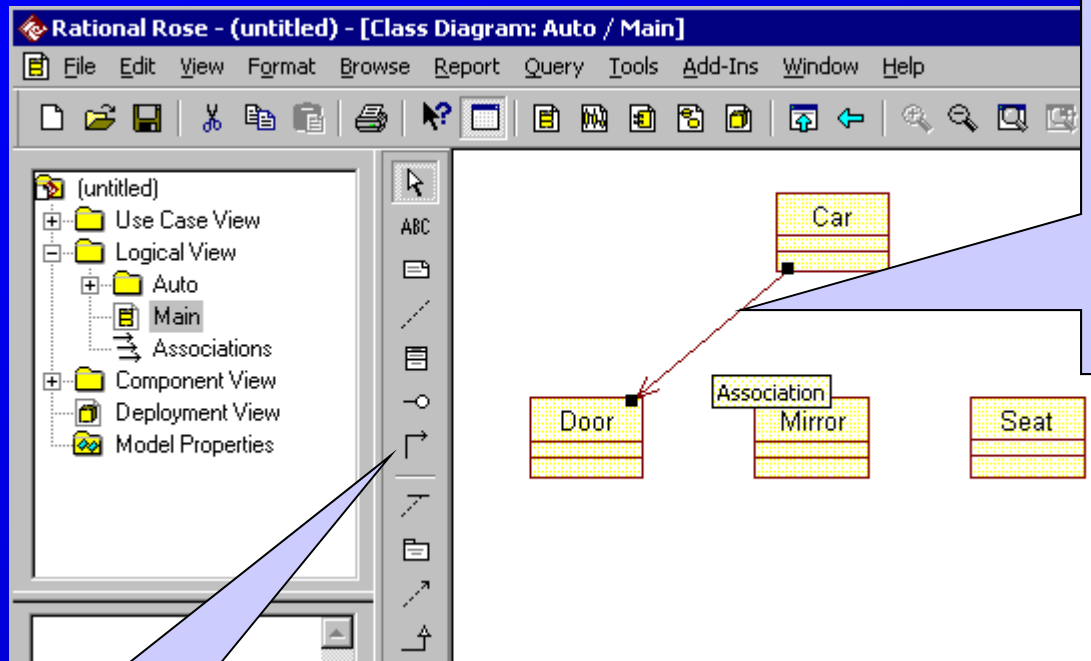 Rational Rose - (untitled) - [Class Diagram: Auto / Main]
File Edit View Format Browse Report Query Tools Add-Ins Window Help
(untitled)
Use Case View
Logical View
Auto
Main
Associations
Component View
Deployment View
Model Properties
ABC
Car
Association
Door
Mirror
Seat